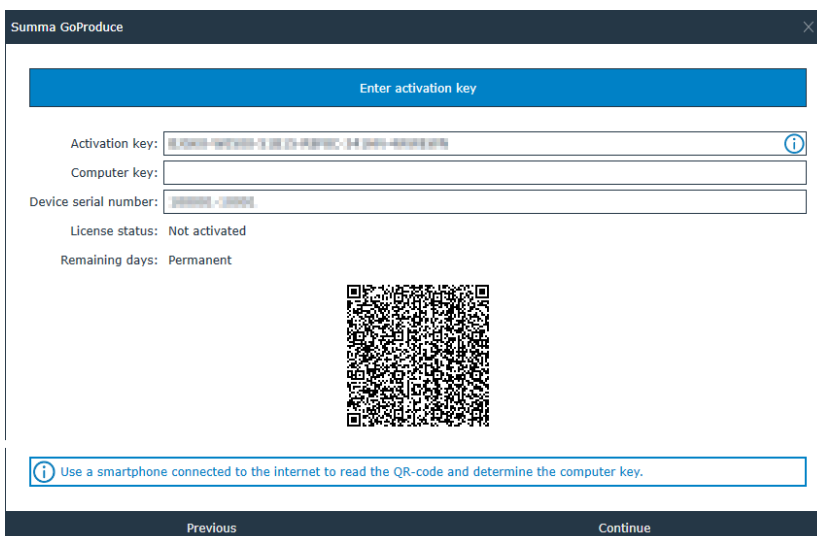 Summa GoProduce
Enter activation key
Activation key:
Computer key:
Device serial number:
License status: Not activated
Remaining days: Permanent
Use a smartphone connected to the internet to read the QR-code and determine the computer key.
Previous Continue